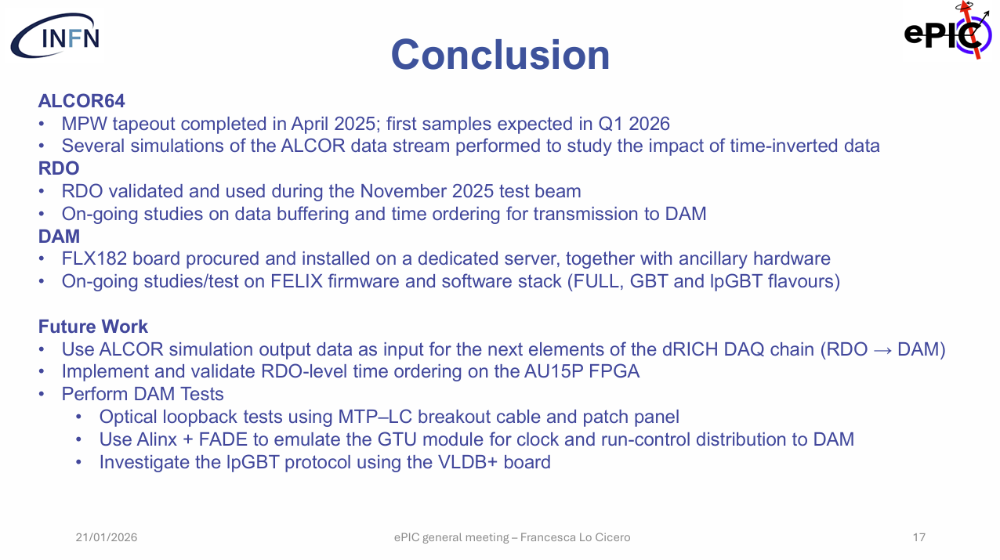 INFN
ePIC
Conclusion
ALCOR64
• MPW tapeout completed in April 2025; first samples expected in Q1 2026
• Several simulations of the ALCOR data stream performed to study the impact of time-inverted data
RDO
• RDO validated and used during the November 2025 test beam
• On-going studies on data buffering and time ordering for transmission to DAM
DAM
• FLX182 board procured and installed on a dedicated server, together with ancillary hardware
• On-going studies/test on FELIX firmware and software stack (FULL, GBT and lpGBT flavours)
Future Work
• Use ALCOR simulation output data as input for the next elements of the dRICH DAQ chain (RDO → DAM)
• Implement and validate RDO-level time ordering on the AU15P FPGA
• Perform DAM Tests
• Optical loopback tests using MTP–LC breakout cable and patch panel
• Use Alinx + FADE to emulate the GTU module for clock and run-control distribution to DAM
• Investigate the lpGBT protocol using the VLDB+ board
21/01/2026
ePIC general meeting – Francesca Lo Cicero
17